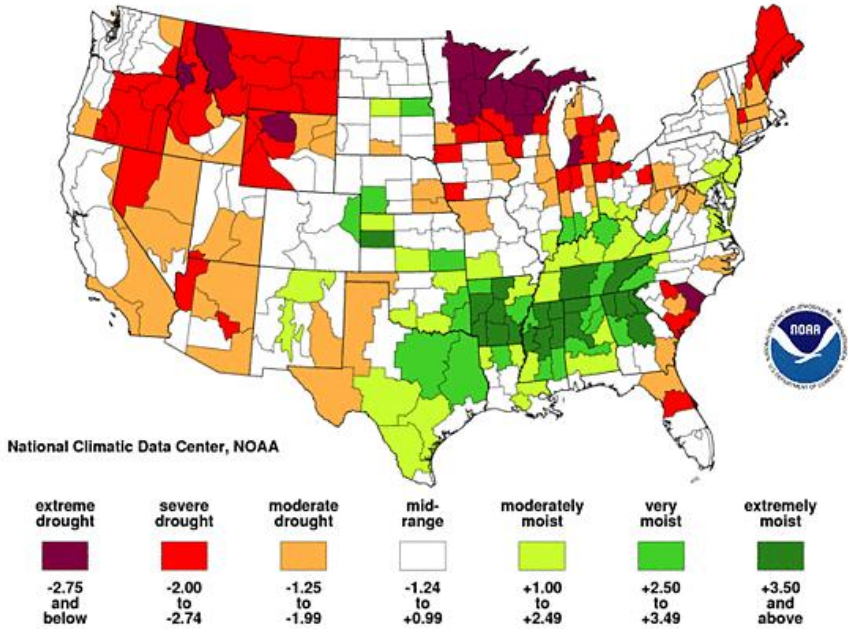 NOAA
National Climatic Data Center, NOAA
extreme drought
severe drought
moderate drought
mid-range
moderately moist
very moist
extremely moist
-2.75 and below
-2.00 to -2.74
-1.25 to -1.99
-1.24 to +0.99
+1.00 to +2.49
+2.50 to +3.49
+3.50 and above